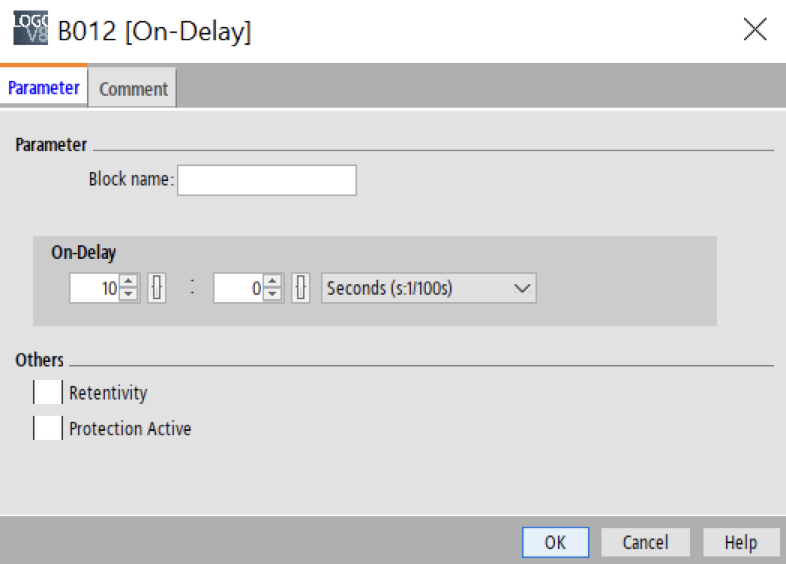 LOGO
V8
B012 [On-Delay]
Parameter Comment
Parameter
Block name:
On-Delay
10 : 0 Seconds (s:1/100s)
Others
Retentivity
Protection Active
OK Cancel Help